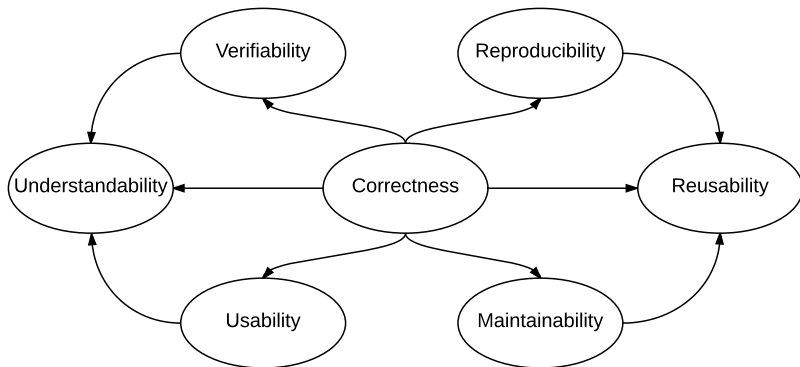 Verifiability
Reproducibility
Understandability
Correctness
Reusability
Usability
Maintainability